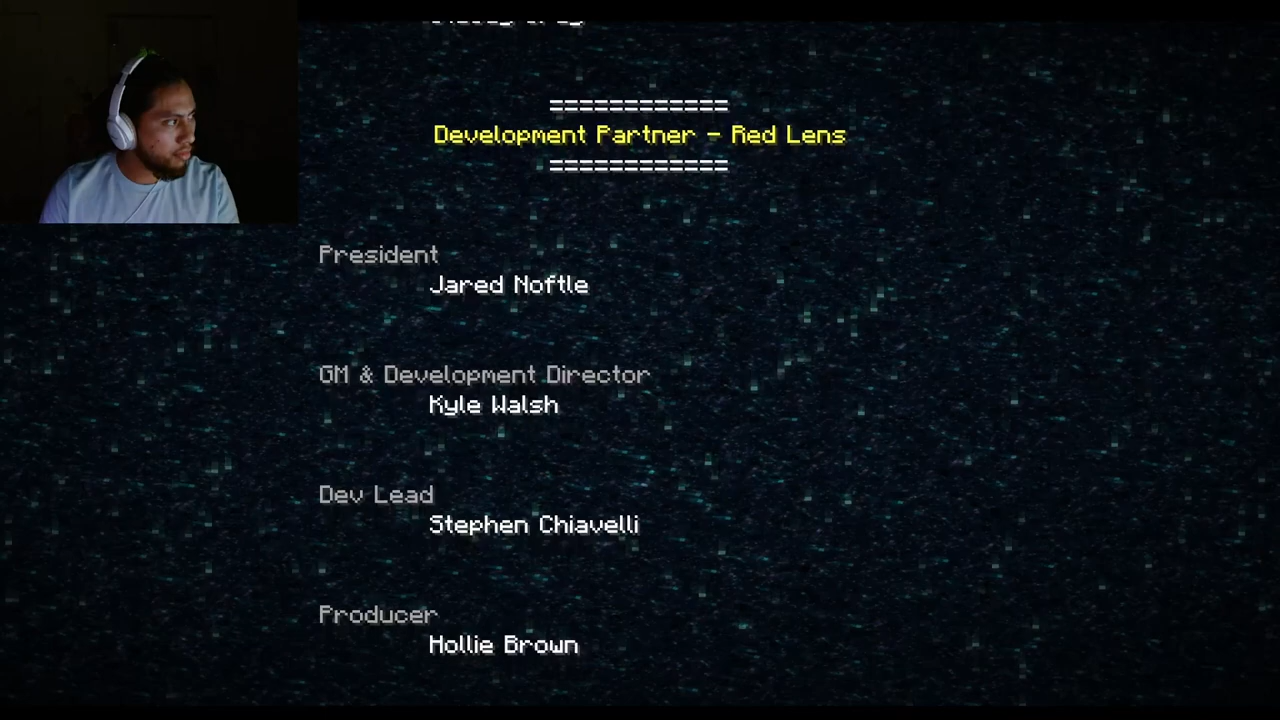 ============
Development Partner - Red Lens
============
President
Jared Noftle
GM & Development Director
Kyle Walsh
Dev Lead
Stephen Chiavelli
Producer
Hollie Brown